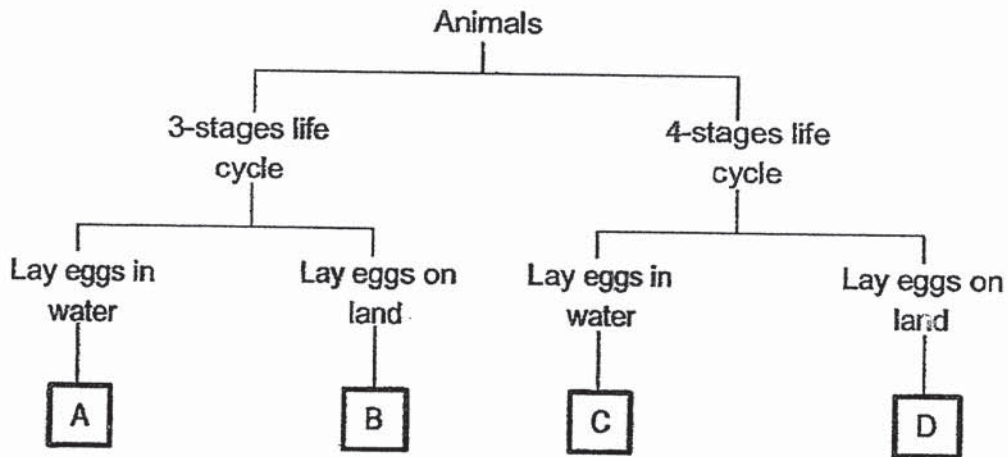 Animals
3-stages life
cycle
4-stages life
cycle
Lay eggs in
water
Lay eggs on
land
Lay eggs in
water
Lay eggs on
land
A
B
C
D